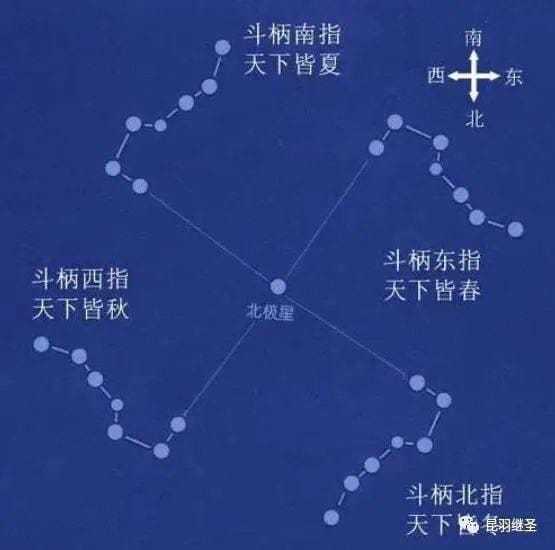 斗柄南指
天下皆夏
南
西 东
北
斗柄东指
天下皆春
北极星
斗柄西指
天下皆秋
斗柄北指
天下皆
昆羽继圣